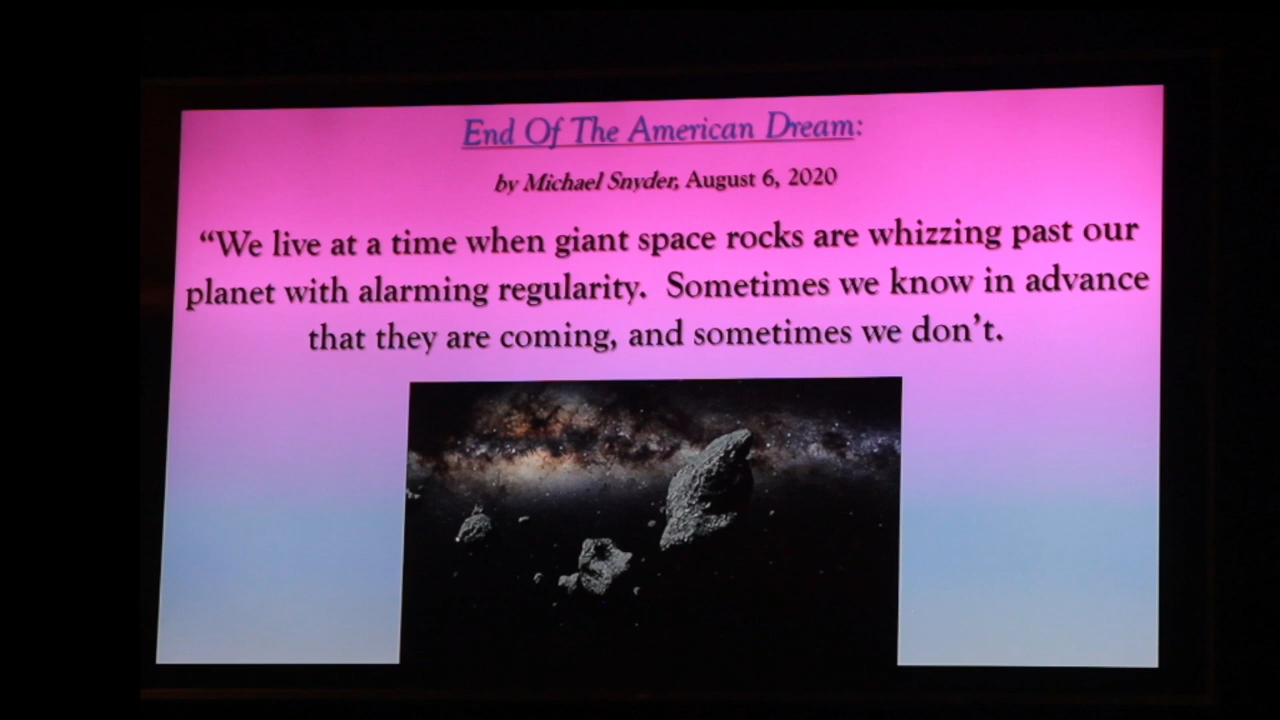 End Of The American Dream:
by Michael Snyder, August 6, 2020
“We live at a time when giant space rocks are whizzing past our
planet with alarming regularity.  Sometimes we know in advance
that they are coming, and sometimes we don’t.